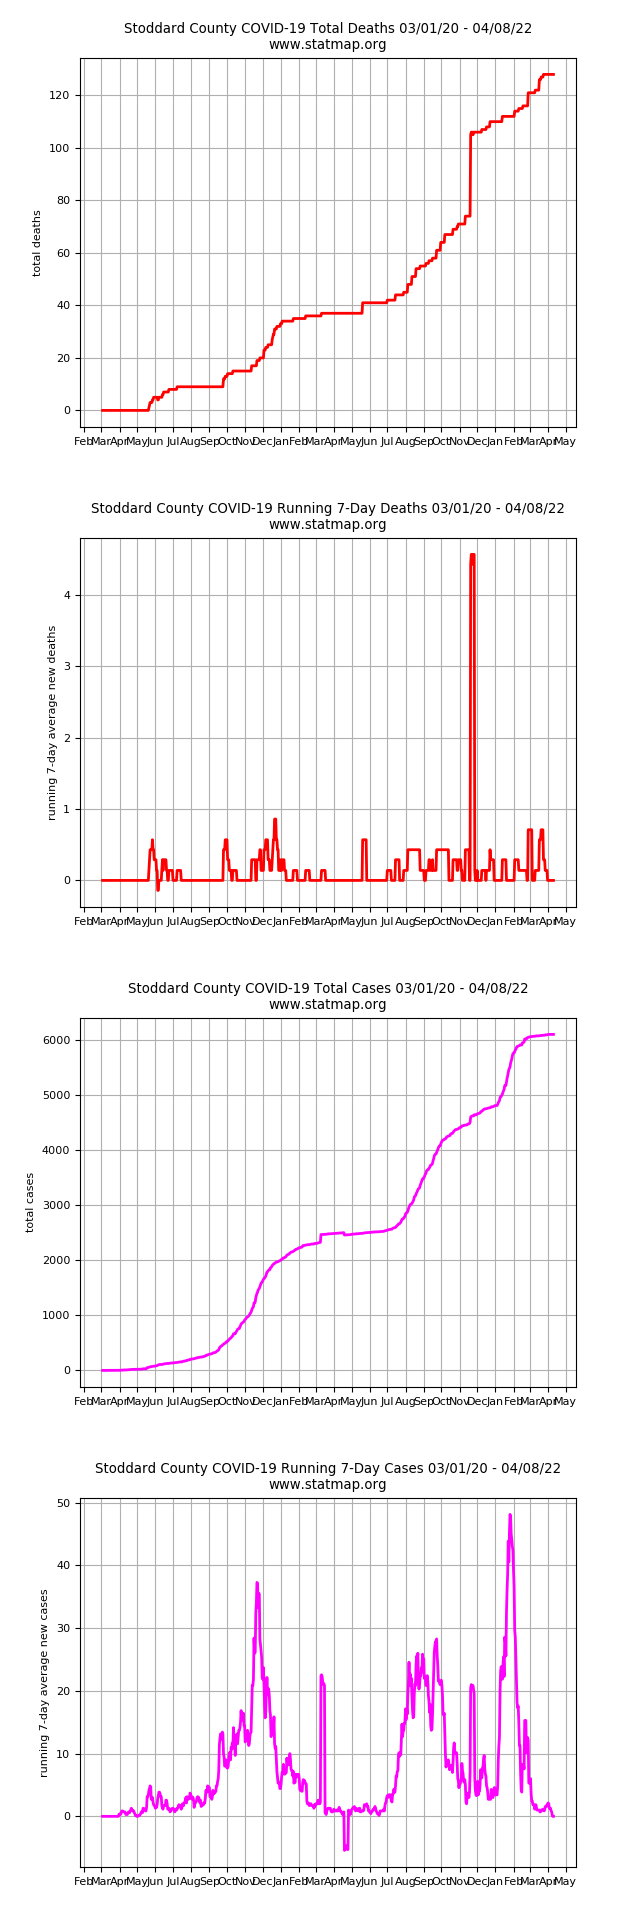 Stoddard County COVID-19 Total Deaths 03/01/20 - 04/08/22
www.statmap.org
120
100
80
60
40
20
0
total deaths
Feb Mar Apr May Jun Jul Aug Sep Oct Nov Dec Jan Feb Mar Apr May Jun Jul Aug Sep Oct Nov Dec Jan Feb Mar Apr May
Stoddard County COVID-19 Running 7-Day Deaths 03/01/20 - 04/08/22
www.statmap.org
4
3
2
1
0
running 7-day average new deaths
Feb Mar Apr May Jun Jul Aug Sep Oct Nov Dec Jan Feb Mar Apr May Jun Jul Aug Sep Oct Nov Dec Jan Feb Mar Apr May
Stoddard County COVID-19 Total Cases 03/01/20 - 04/08/22
www.statmap.org
6000
5000
4000
3000
2000
1000
0
total cases
Feb Mar Apr May Jun Jul Aug Sep Oct Nov Dec Jan Feb Mar Apr May Jun Jul Aug Sep Oct Nov Dec Jan Feb Mar Apr May
Stoddard County COVID-19 Running 7-Day Cases 03/01/20 - 04/08/22
www.statmap.org
50
40
30
20
10
0
running 7-day average new cases
Feb Mar Apr May Jun Jul Aug Sep Oct Nov Dec Jan Feb Mar Apr May Jun Jul Aug Sep Oct Nov Dec Jan Feb Mar Apr May